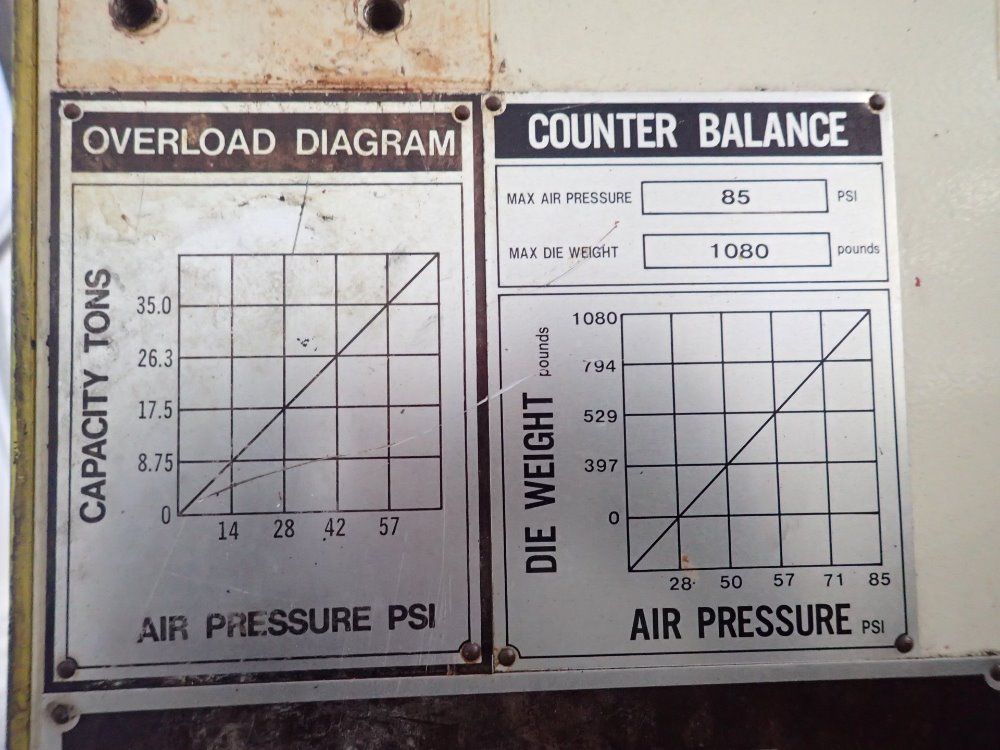 OVERLOAD DIAGRAM
CAPACITY TONS
35.0
26.3
17.5
8.75
0
14 28 42 57
AIR PRESSURE PSI
COUNTER BALANCE
MAX AIR PRESSURE 85 PSI
MAX DIE WEIGHT 1080 pounds
DIE WEIGHT pounds
1080
794
529
397
0
28 50 57 71 85
AIR PRESSURE PSI